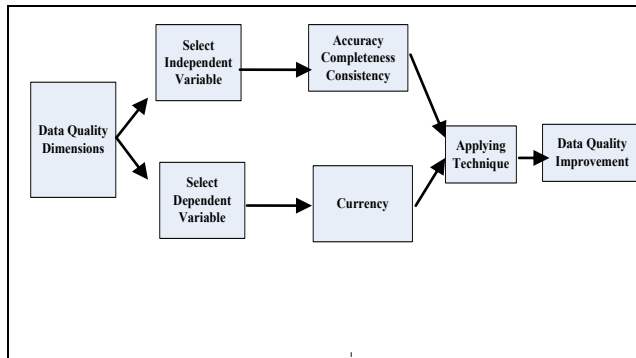 Data Quality
Dimensions
Select
Independent
Variable
Accuracy
Completeness
Consistency
Select
Dependent
Variable
Currency
Applying
Technique
Data Quality
Improvement